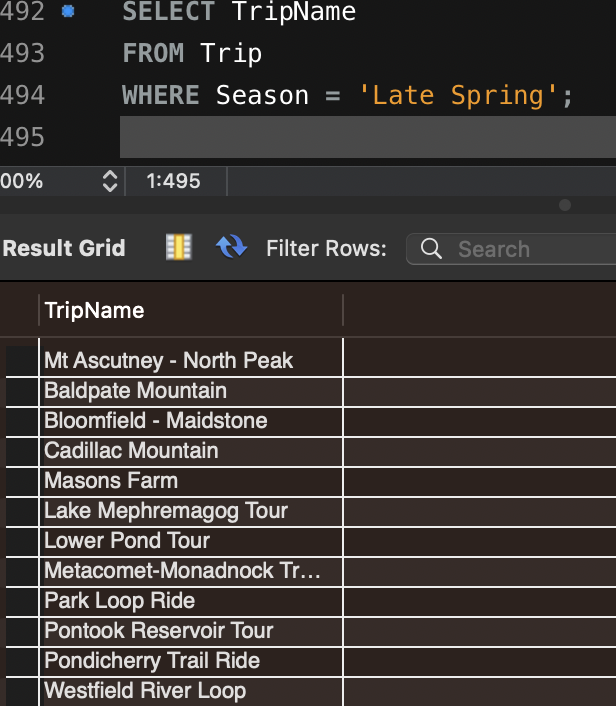 492 SELECT TripName
493 FROM Trip
494 WHERE Season = 'Late Spring';
495
00% 1:495
Result Grid Filter Rows: Search
TripName
Mt Ascutney - North Peak
Baldpate Mountain
Bloomfield - Maidstone
Cadillac Mountain
Masons Farm
Lake Mephremagog Tour
Lower Pond Tour
Metacomet-Monadnock Tr...
Park Loop Ride
Pontook Reservoir Tour
Pondicherry Trail Ride
Westfield River Loop